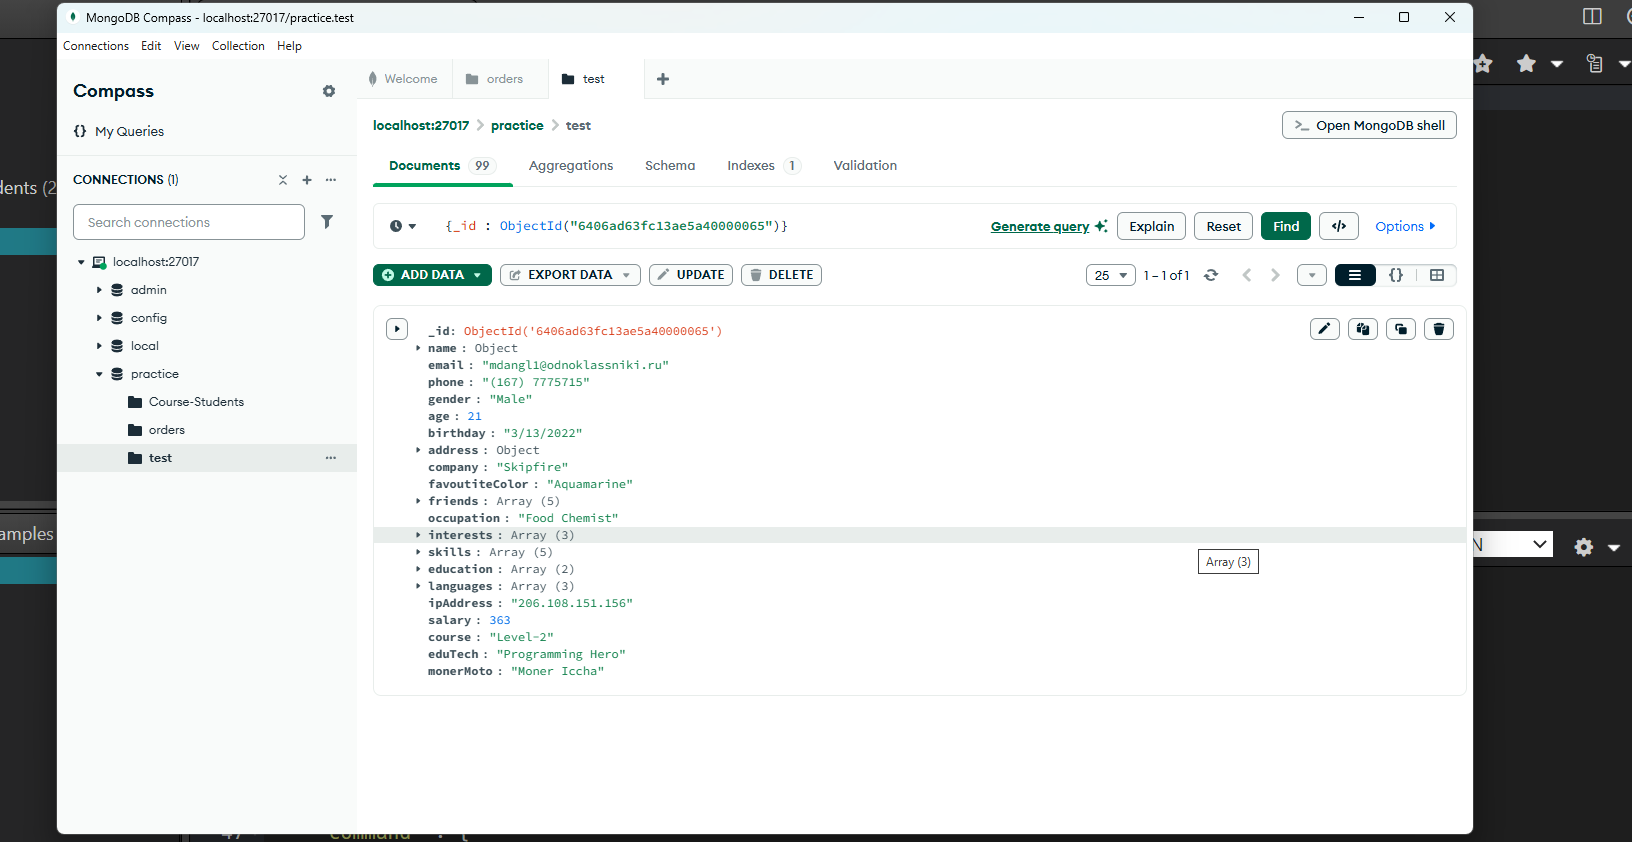 MongoDB Compass - localhost:27017/practice.test
Connections Edit View Collection Help
Compass
My Queries
CONNECTIONS (1)
Search connections
localhost:27017
admin
config
local
practice
Course-Students
orders
test
Welcome
orders
test
localhost:27017 > practice > test
>_ Open MongoDB shell
Documents 99 Aggregations Schema Indexes 1 Validation
{_id : ObjectId("6406ad63fc13ae5a40000065")}
Generate query Explain Reset Find </> Options
ADD DATA EXPORT DATA UPDATE DELETE
25 1 – 1 of 1 {}
_id: ObjectId('6406ad63fc13ae5a40000065')
name : Object
email : "mdangl1@odnoklassniki.ru"
phone : "(167) 7775715"
gender : "Male"
age : 21
birthday : "3/13/2022"
address : Object
company : "Skipfire"
favoutiteColor : "Aquamarine"
friends : Array (5)
occupation : "Food Chemist"
interests : Array (3)
skills : Array (5)
Array (3)
education : Array (2)
languages : Array (3)
ipAddress : "206.108.151.156"
salary : 363
course : "Level-2"
eduTech : "Programming Hero"
monerMoto : "Moner Iccha"
dents (2
amples
N